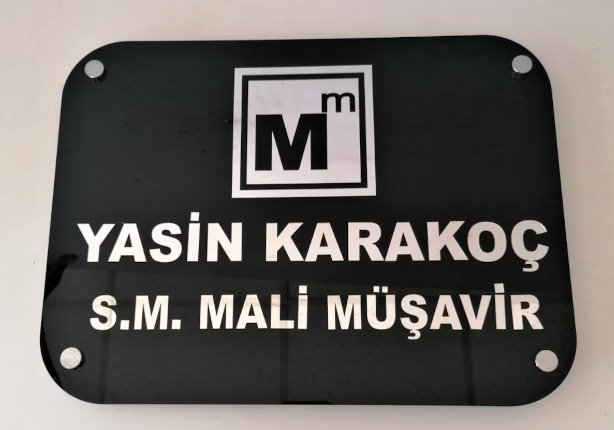 Mm
YASİN KARAKOÇ
S.M. MALİ MÜŞAVİR